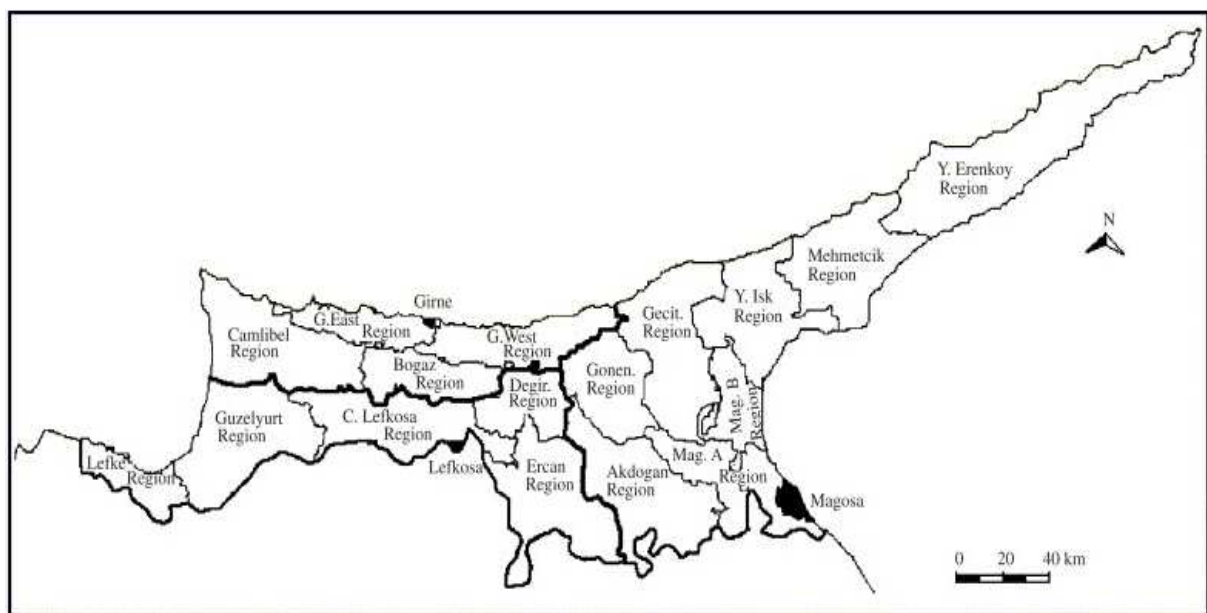 Y. Erenkoy
Region
N
Mehmetcik
Region
Y. Isk
Region
Gecit.
Region
Girne
G.East
Region
Camlibel
Region
G.West
Region
Bogaz
Region
Degir.
Region
Gonen.
Region
Mag. B
Region
Guzelyurt
Region
C. Lefkosa
Region
Lefke
Region
Lefkosa
Ercan
Region
Akdogan
Region
Mag. A
Region
Magosa
0 20 40 km